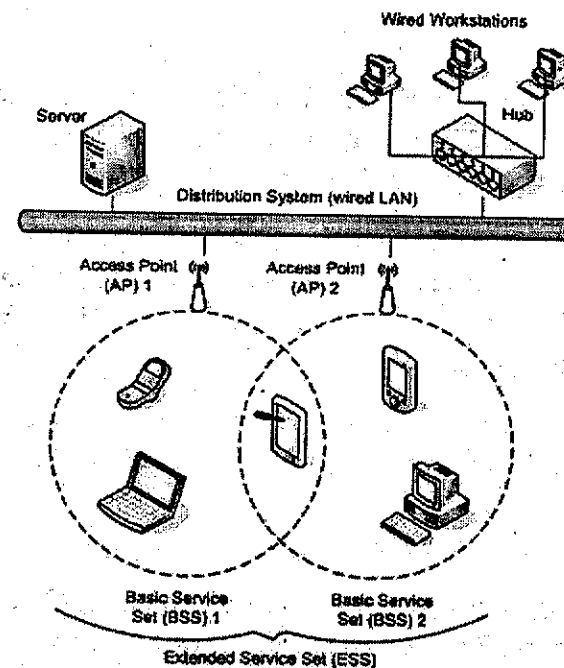 Wired Workstations
Server
Hub
Distribution System (wired LAN)
Access Point
(AP) 1
Access Point
(AP) 2
Basic Service
Set (BSS) 1
Basic Service
Set (BSS) 2
Extended Service Set (ESS)